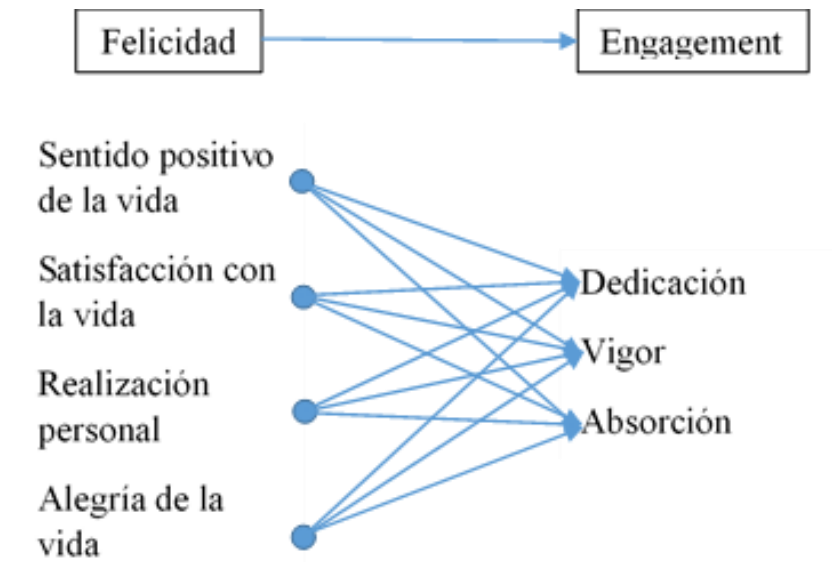 Felicidad
Engagement
Sentido positivo
de la vida
Satisfacción con
la vida
Realización
personal
Alegría de la
vida
Dedicación
Vigor
Absorción